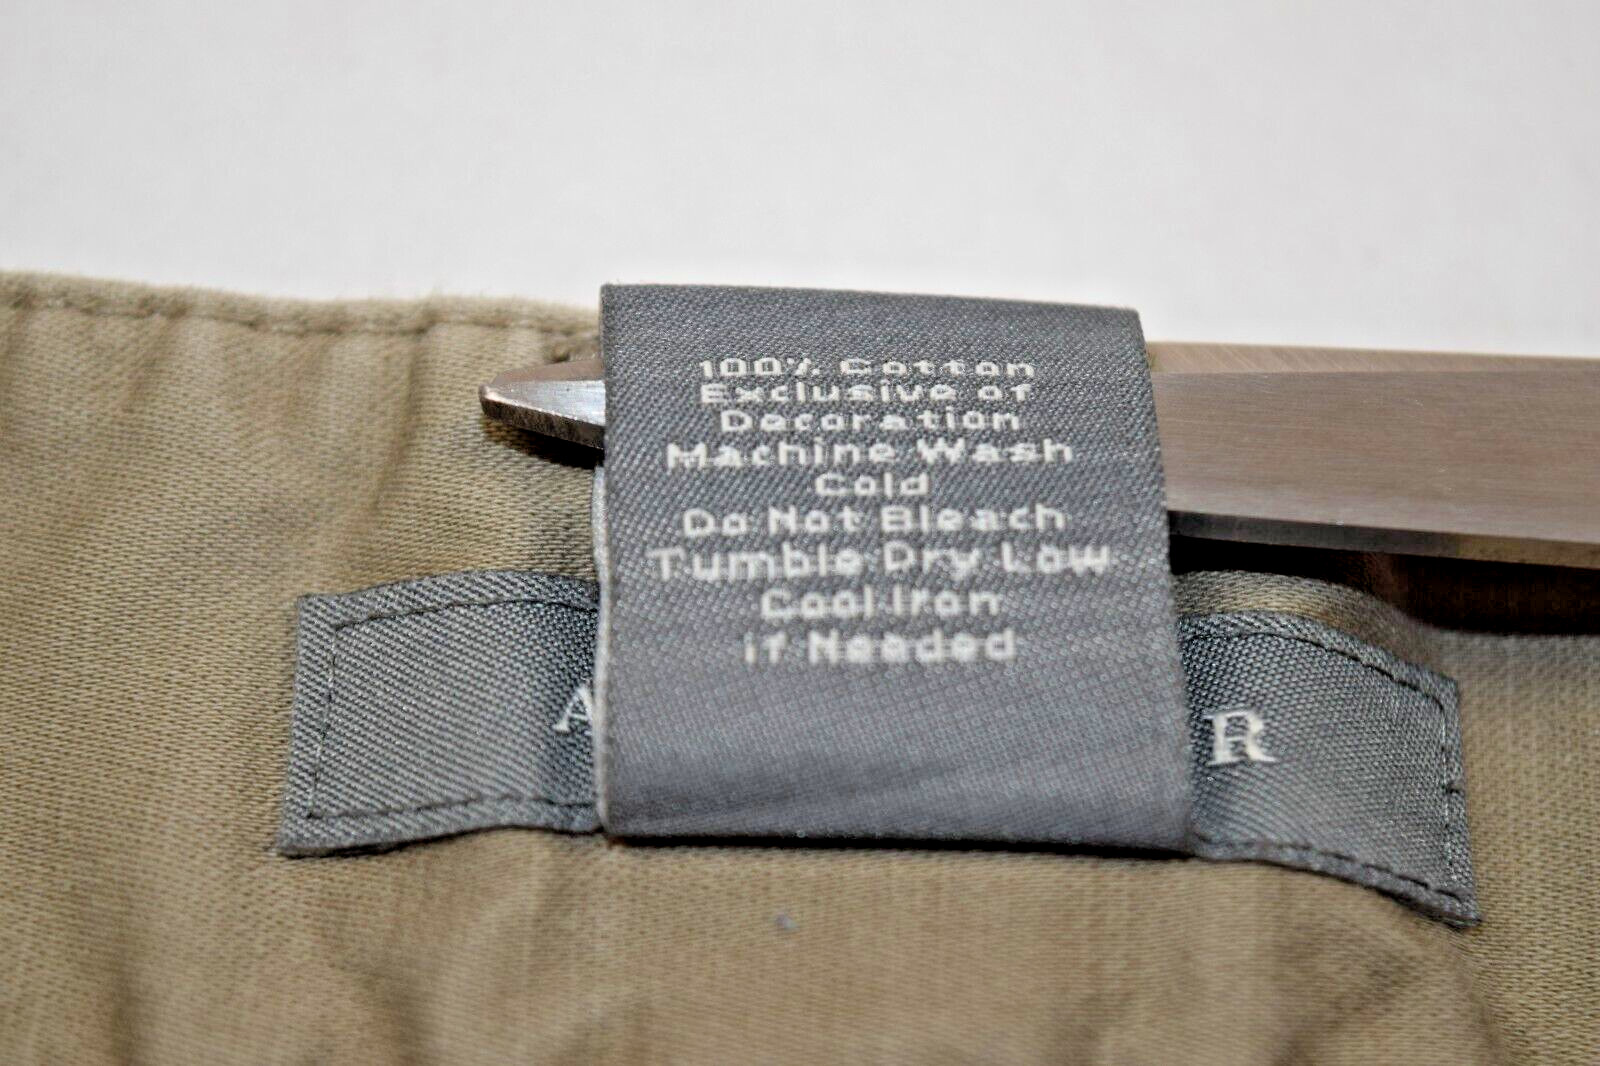 100% Cotton
Exclusive of
Decoration
Machine Wash
Cold
Do Not Bleach
Tumble Dry Low
Cool Iron
if Needed
A R